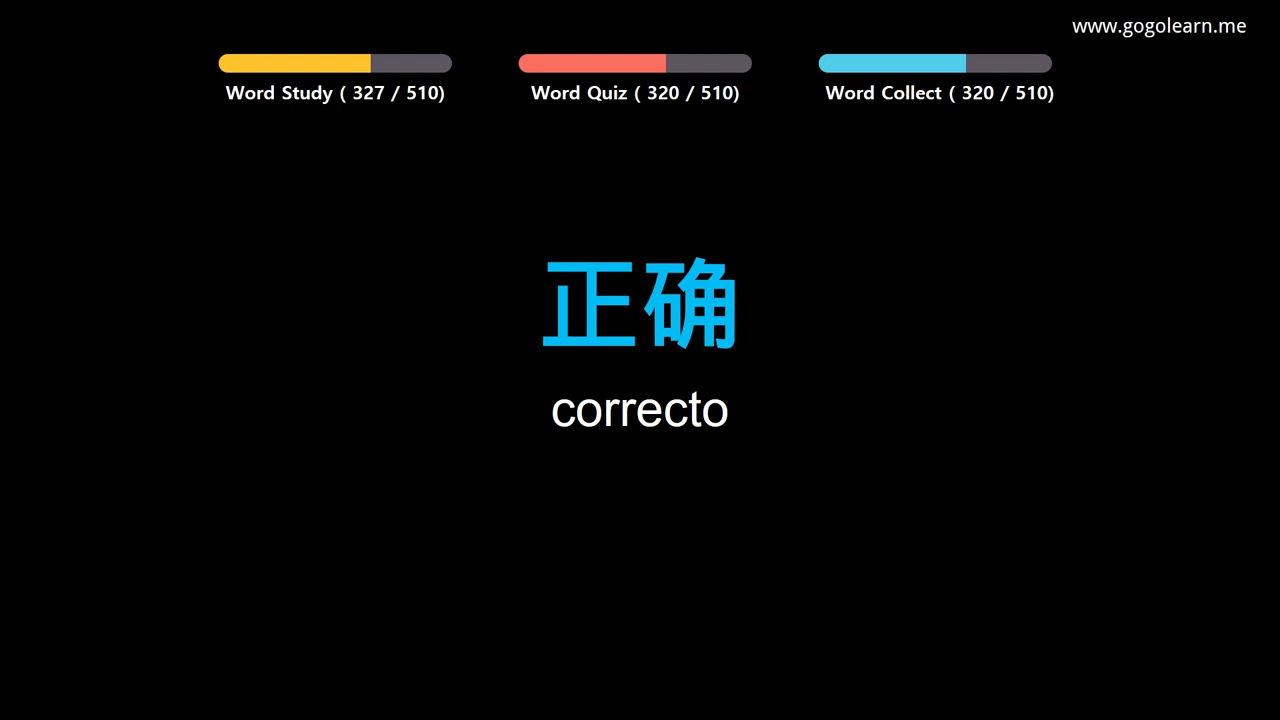 www.gogolearn.me
Word Study ( 327 / 510)
Word Quiz ( 320 / 510)
Word Collect ( 320 / 510)
正确
correcto